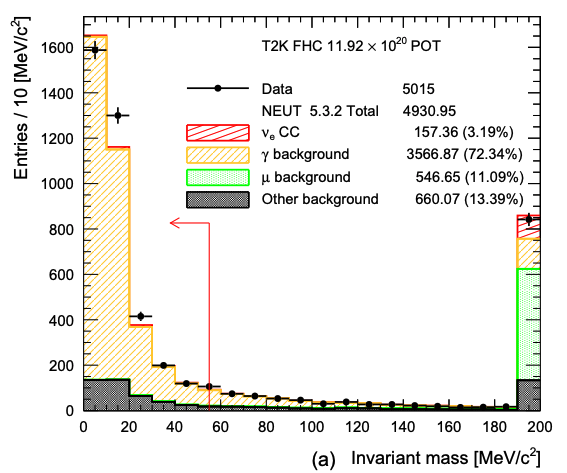 T2K FHC 11.92 × 10²⁰ POT
Data 5015
NEUT 5.3.2 Total 4930.95
νₑ CC 157.36 (3.19%)
γ background 3566.87 (72.34%)
μ background 546.65 (11.09%)
Other background 660.07 (13.39%)
Entries / 10 [MeV/c²]
1600
1400
1200
1000
800
600
400
200
0
0 20 40 60 80 100 120 140 160 180 200
(a) Invariant mass [MeV/c²]